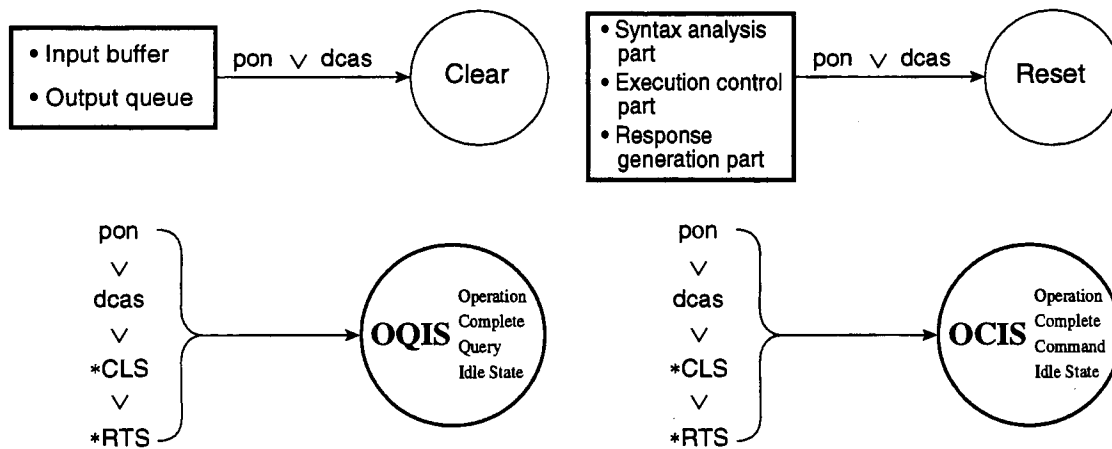 • Input buffer
• Output queue
pon ∨ dcas
Clear
• Syntax analysis
part
• Execution control
part
• Response
generation part
pon ∨ dcas
Reset
pon
∨
dcas
∨
*CLS
∨
*RTS
OQIS
Operation
Complete
Query
Idle State
pon
∨
dcas
∨
*CLS
∨
*RTS
OCIS
Operation
Complete
Command
Idle State